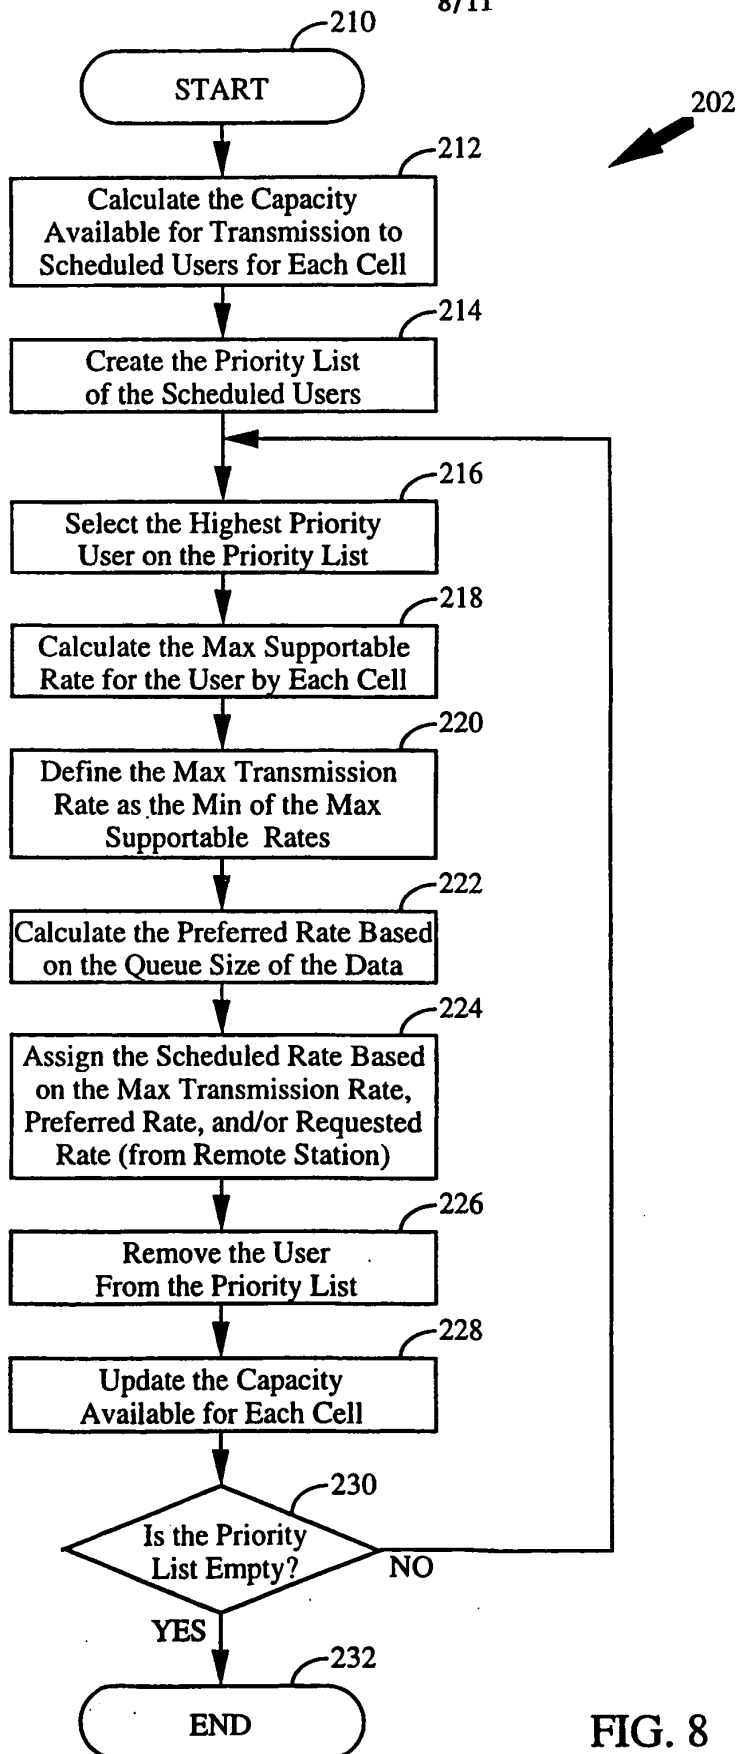 8/11
210
START
202
212
Calculate the Capacity
Available for Transmission to
Scheduled Users for Each Cell
214
Create the Priority List
of the Scheduled Users
216
Select the Highest Priority
User on the Priority List
218
Calculate the Max Supportable
Rate for the User by Each Cell
220
Define the Max Transmission
Rate as the Min of the Max
Supportable Rates
222
Calculate the Preferred Rate Based
on the Queue Size of the Data
224
Assign the Scheduled Rate Based
on the Max Transmission Rate,
Preferred Rate, and/or Requested
Rate (from Remote Station)
226
Remove the User
From the Priority List
228
Update the Capacity
Available for Each Cell
230
Is the Priority
List Empty?
NO
YES
232
END
FIG. 8